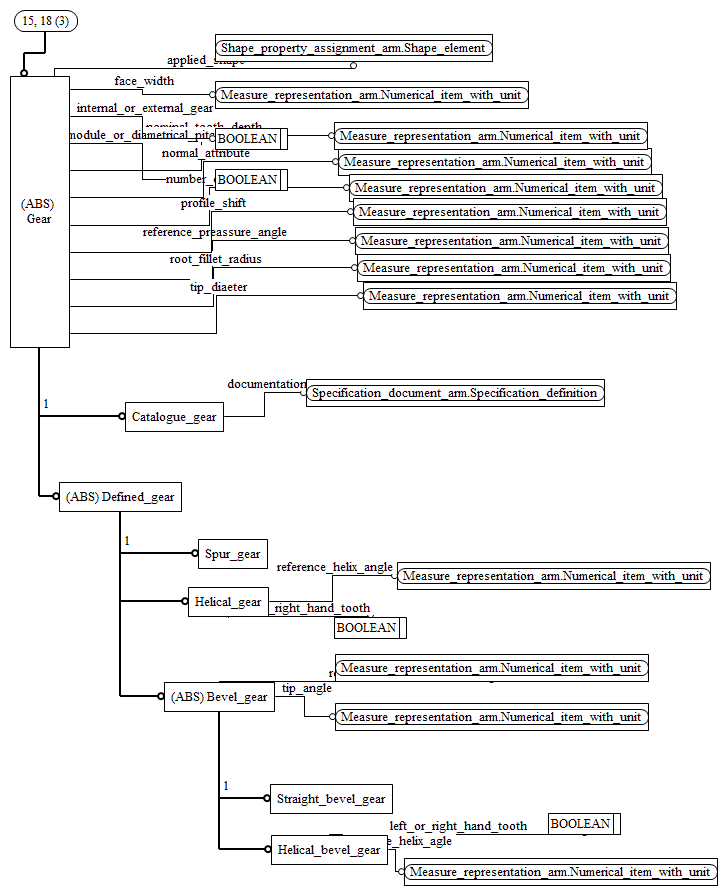 15, 18 (3)
Shape_property_assignment_arm.Shape_element
applied_shape
face_width
Measure_representation_arm.Numerical_item_with_unit
internal_or_external_gear
nominal_tooth_depth
BOOLEAN
Measure_representation_arm.Numerical_item_with_unit
module_or_diametrical_pit
normal_attribute
Measure_representation_arm.Numerical_item_with_unit
number_
BOOLEAN
Measure_representation_arm.Numerical_item_with_unit
(ABS)
Gear
profile_shift
Measure_representation_arm.Numerical_item_with_unit
reference_preassure_angle
Measure_representation_arm.Numerical_item_with_unit
root_fillet_radius
Measure_representation_arm.Numerical_item_with_unit
tip_diaeter
Measure_representation_arm.Numerical_item_with_unit
1
documentation
Specification_document_arm.Specification_definition
Catalogue_gear
(ABS) Defined_gear
1
Spur_gear
reference_helix_angle
Measure_representation_arm.Numerical_item_with_unit
Helical_gear
_right_hand_tooth
BOOLEAN
Measure_representation_arm.Numerical_item_with_unit
(ABS) Bevel_gear
tip_angle
Measure_representation_arm.Numerical_item_with_unit
1
Straight_bevel_gear
left_or_right_hand_tooth
BOOLEAN
Helical_bevel_gear
e_helix_agle
Measure_representation_arm.Numerical_item_with_unit